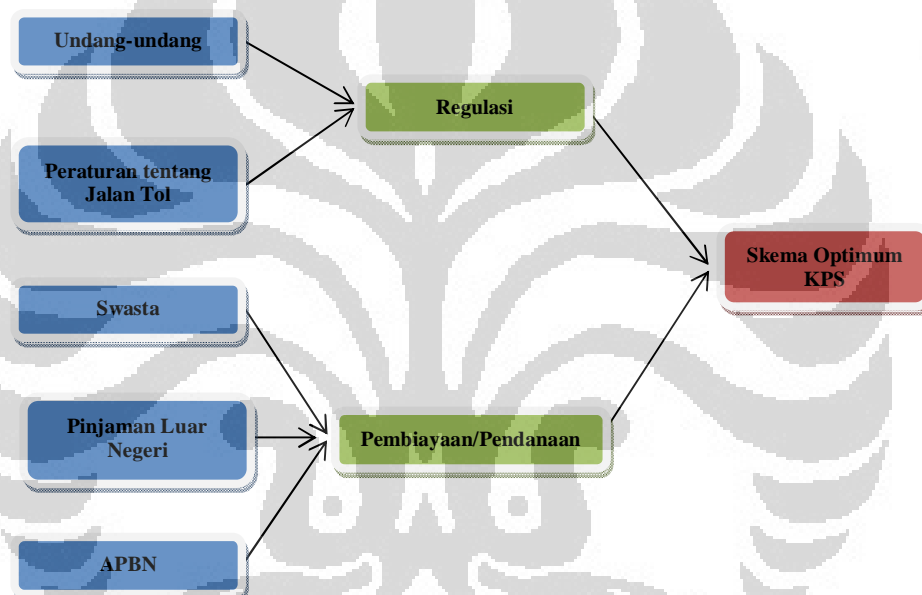 Undang-undang
Regulasi
Peraturan tentang
Jalan Tol
Skema Optimum
KPS
Swasta
Pinjaman Luar
Negeri
Pembiayaan/Pendanaan
APBN